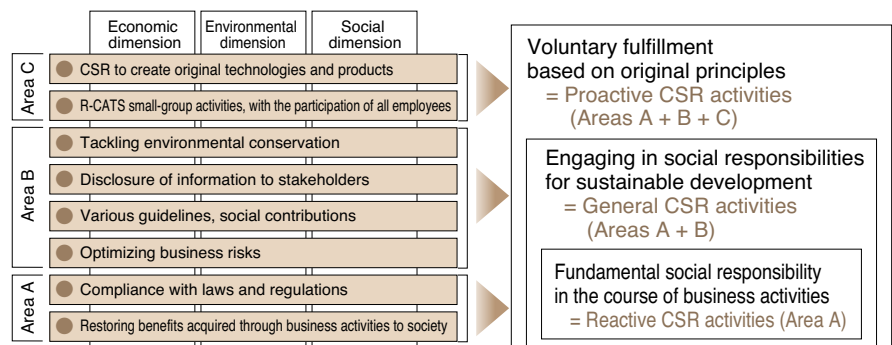 Economic
dimension
Environmental
dimension
Social
dimension
Area C
CSR to create original technologies and products
R-CATS small-group activities, with the participation of all employees
Area B
Tackling environmental conservation
Disclosure of information to stakeholders
Various guidelines, social contributions
Optimizing business risks
Area A
Compliance with laws and regulations
Restoring benefits acquired through business activities to society
Voluntary fulfillment
based on original principles
= Proactive CSR activities
(Areas A + B + C)
Engaging in social responsibilities
for sustainable development
= General CSR activities
(Areas A + B)
Fundamental social responsibility
in the course of business activities
= Reactive CSR activities (Area A)